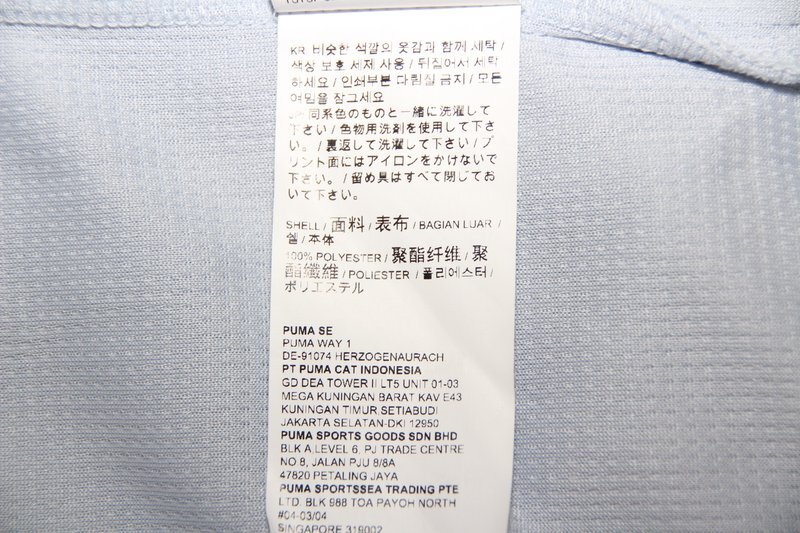 KR 비슷한 색깔의 옷감과 함께 세탁 /
색상 보호 세제 사용 / 뒤집어서 세탁
하세요 / 인쇄부분 다림질 금지 / 모든
여밈을 잠그세요
JP 同系色のものと一緒に洗濯して
下さい / 色物用洗剤を使用して下さ
い。 / 裏返して洗濯して下さい / プ
リント面にはアイロンをかけないで
下さい。 / 留め具はすべて閉じてお
いて下さい。
SHELL / 面料 / 表布 / BAGIAN LUAR /
쉘 / 本体
100% POLYESTER / 聚酯纤维 / 聚
酯纖維 / POLIESTER / 폴리에스터 /
ポリエステル
PUMA SE
PUMA WAY 1
DE-91074 HERZOGENAURACH
PT PUMA CAT INDONESIA
GD DEA TOWER II LT5 UNIT 01-03
MEGA KUNINGAN BARAT KAV E43
KUNINGAN TIMUR,SETIABUDI
JAKARTA SELATAN-DKI 12950
PUMA SPORTS GOODS SDN BHD
BLK A,LEVEL 6, PJ TRADE CENTRE
NO 8, JALAN PJU 8/8A
47820 PETALING JAYA
PUMA SPORTSSEA TRADING PTE
LTD. BLK 988 TOA PAYOH NORTH
#04-03/04
SINGAPORE 319002